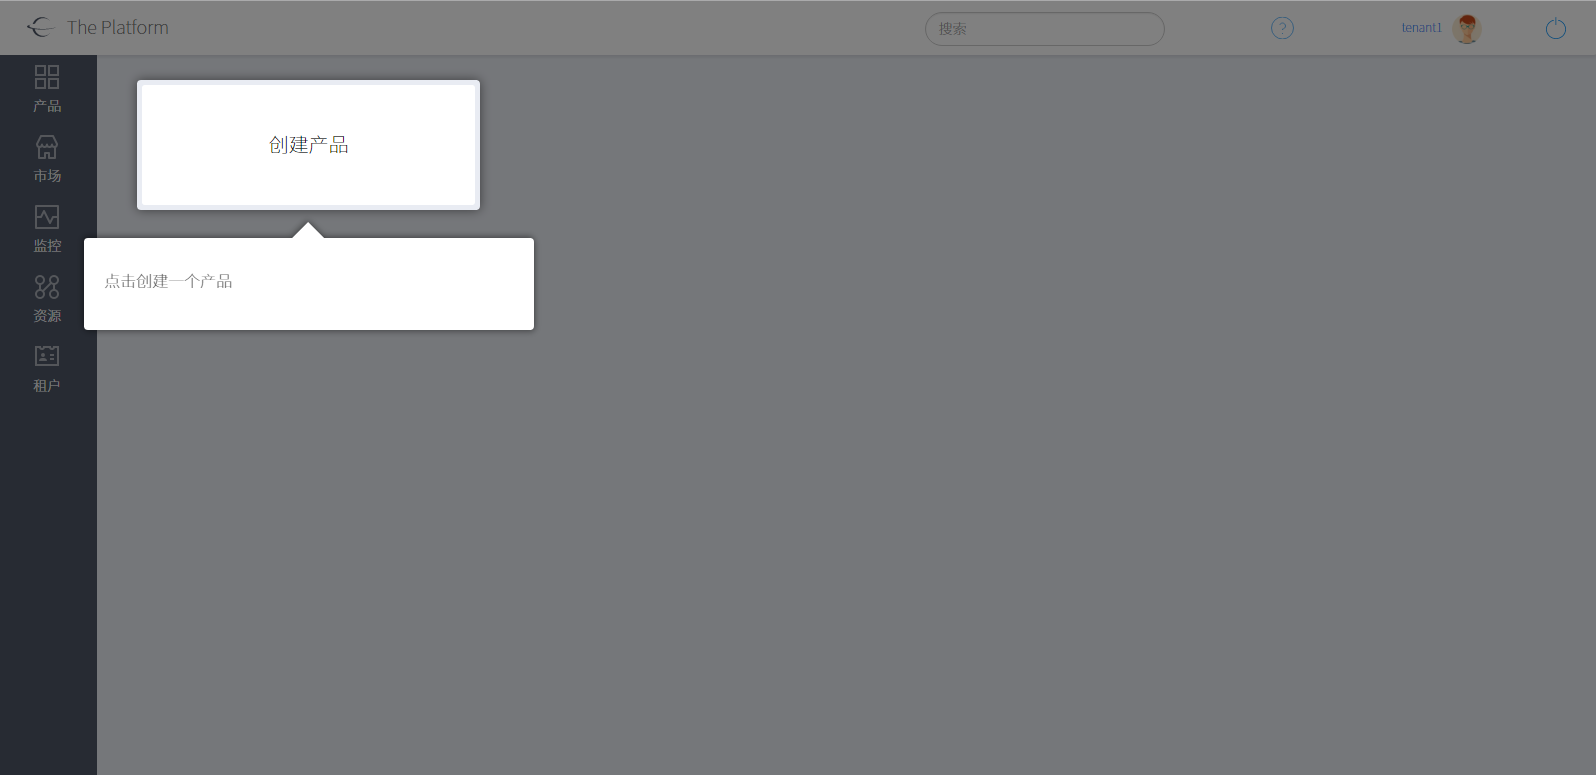 The Platform
搜索
?
tenant1
产品
市场
监控
资源
租户
创建产品
点击创建一个产品